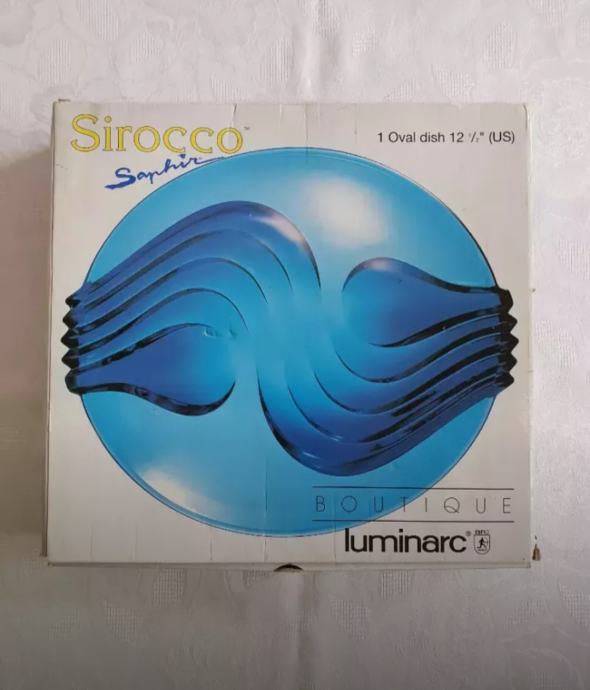 Sirocco™
Saphir
1 Oval dish 12 ½" (US)
BOUTIQUE
luminarc®